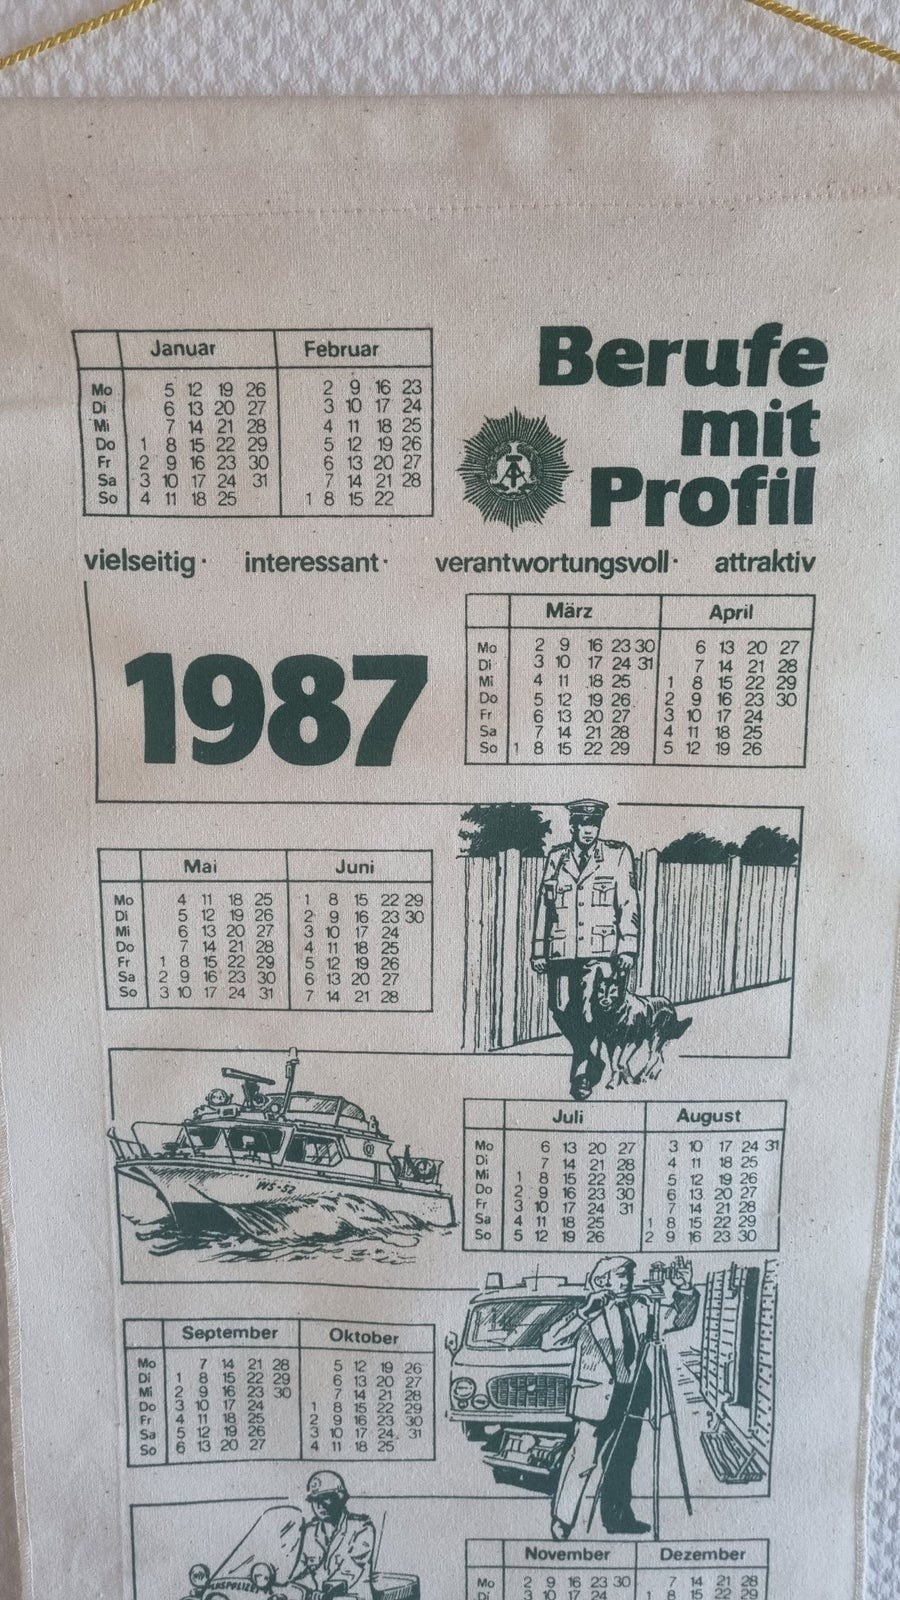 Januar Februar
Mo 5 12 19 26 2 9 16 23
Di 6 13 20 27 3 10 17 24
Mi 7 14 21 28 4 11 18 25
Do 1 8 15 22 29 5 12 19 26
Fr 2 9 16 23 30 6 13 20 27
Sa 3 10 17 24 31 7 14 21 28
So 4 11 18 25 1 8 15 22
Berufe
mit
Profil
vielseitig · interessant · verantwortungsvoll · attraktiv
1987
März April
Mo 2 9 16 23 30 6 13 20 27
Di 3 10 17 24 31 7 14 21 28
Mi 4 11 18 25 1 8 15 22 29
Do 5 12 19 26 2 9 16 23 30
Fr 6 13 20 27 3 10 17 24
Sa 7 14 21 28 4 11 18 25
So 1 8 15 22 29 5 12 19 26
Mai Juni
Mo 4 11 18 25 1 8 15 22 29
Di 5 12 19 26 2 9 16 23 30
Mi 6 13 20 27 3 10 17 24
Do 7 14 21 28 4 11 18 25
Fr 1 8 15 22 29 5 12 19 26
Sa 2 9 16 23 30 6 13 20 27
So 3 10 17 24 31 7 14 21 28
WS-52
Juli August
Mo 6 13 20 27 3 10 17 24 31
Di 7 14 21 28 4 11 18 25
Mi 1 8 15 22 29 5 12 19 26
Do 2 9 16 23 30 6 13 20 27
Fr 3 10 17 24 31 7 14 21 28
Sa 4 11 18 25 1 8 15 22 29
So 5 12 19 26 2 9 16 23 30
September Oktober
Mo 7 14 21 28 5 12 19 26
Di 1 8 15 22 29 6 13 20 27
Mi 2 9 16 23 30 7 14 21 28
Do 3 10 17 24 1 8 15 22 29
Fr 4 11 18 25 2 9 16 23 30
Sa 5 12 19 26 3 10 17 24 31
So 6 13 20 27 4 11 18 25
LKSPOLIZEI
November Dezember
Mo 2 9 16 23 30 7 14 21 28
Di 3 10 17 24 1 8 15 22 29